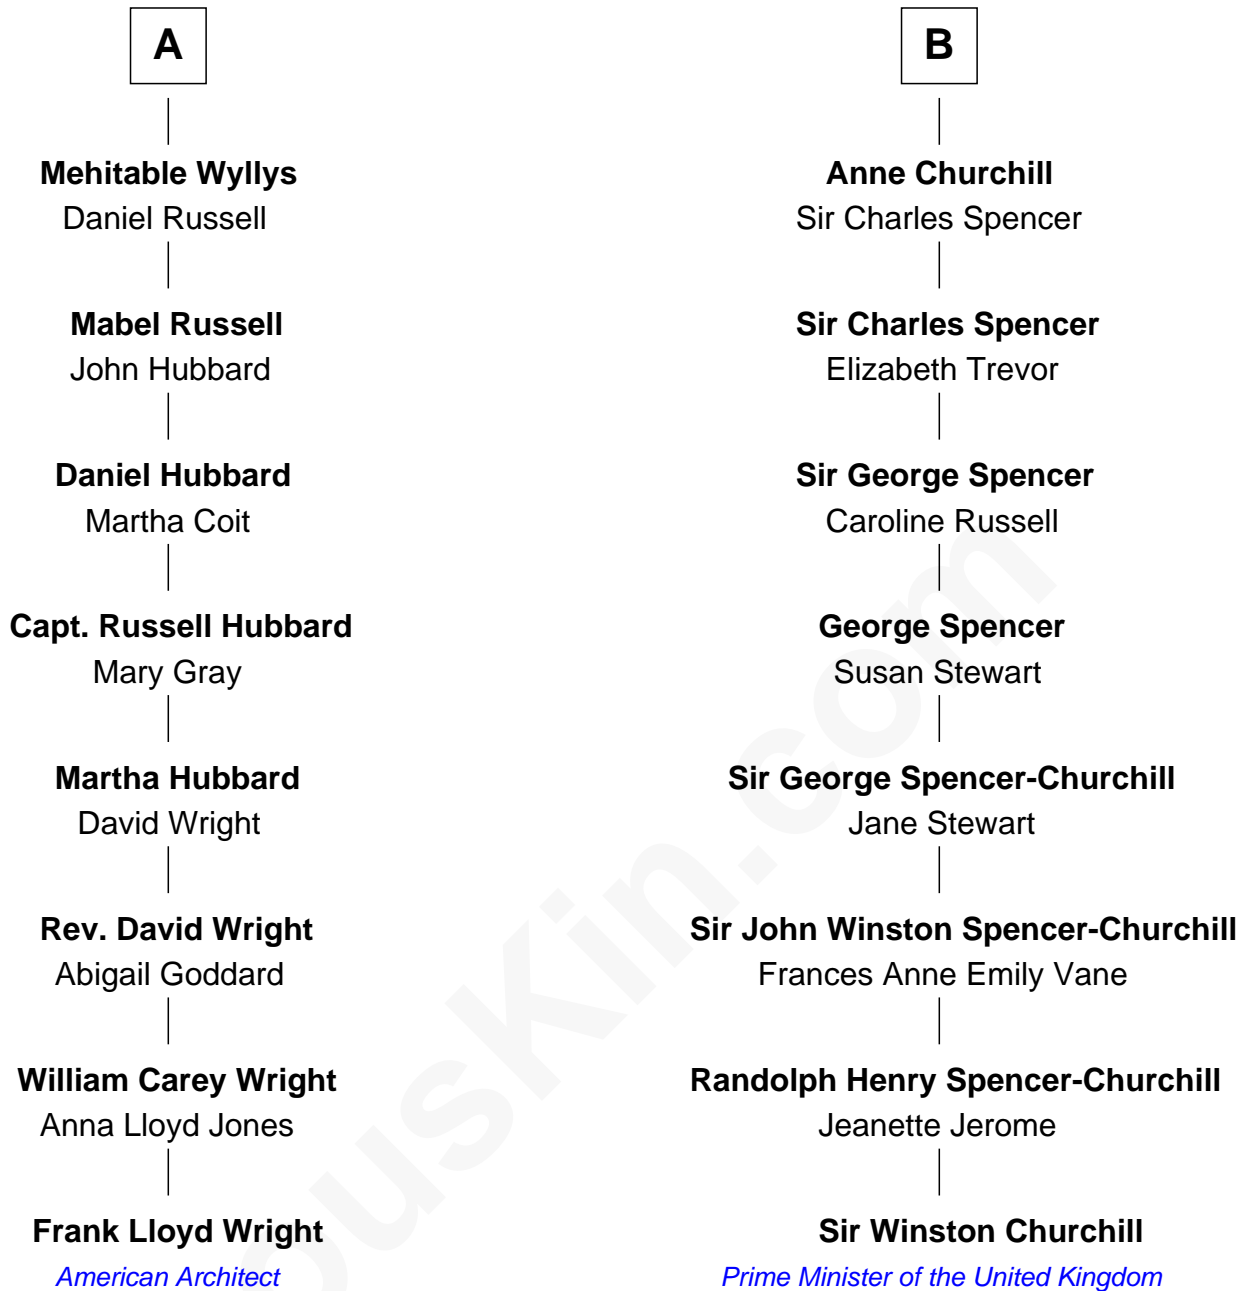 A
Mehitable Wyllys
Daniel Russell
Mabel Russell
John Hubbard
Daniel Hubbard
Martha Coit
Capt. Russell Hubbard
Mary Gray
Martha Hubbard
David Wright
Rev. David Wright
Abigail Goddard
William Carey Wright
Anna Lloyd Jones
Frank Lloyd Wright
American Architect
B
Anne Churchill
Sir Charles Spencer
Sir Charles Spencer
Elizabeth Trevor
Sir George Spencer
Caroline Russell
George Spencer
Susan Stewart
Sir George Spencer-Churchill
Jane Stewart
Sir John Winston Spencer-Churchill
Frances Anne Emily Vane
Randolph Henry Spencer-Churchill
Jeanette Jerome
Sir Winston Churchill
Prime Minister of the United Kingdom
ousKin.com